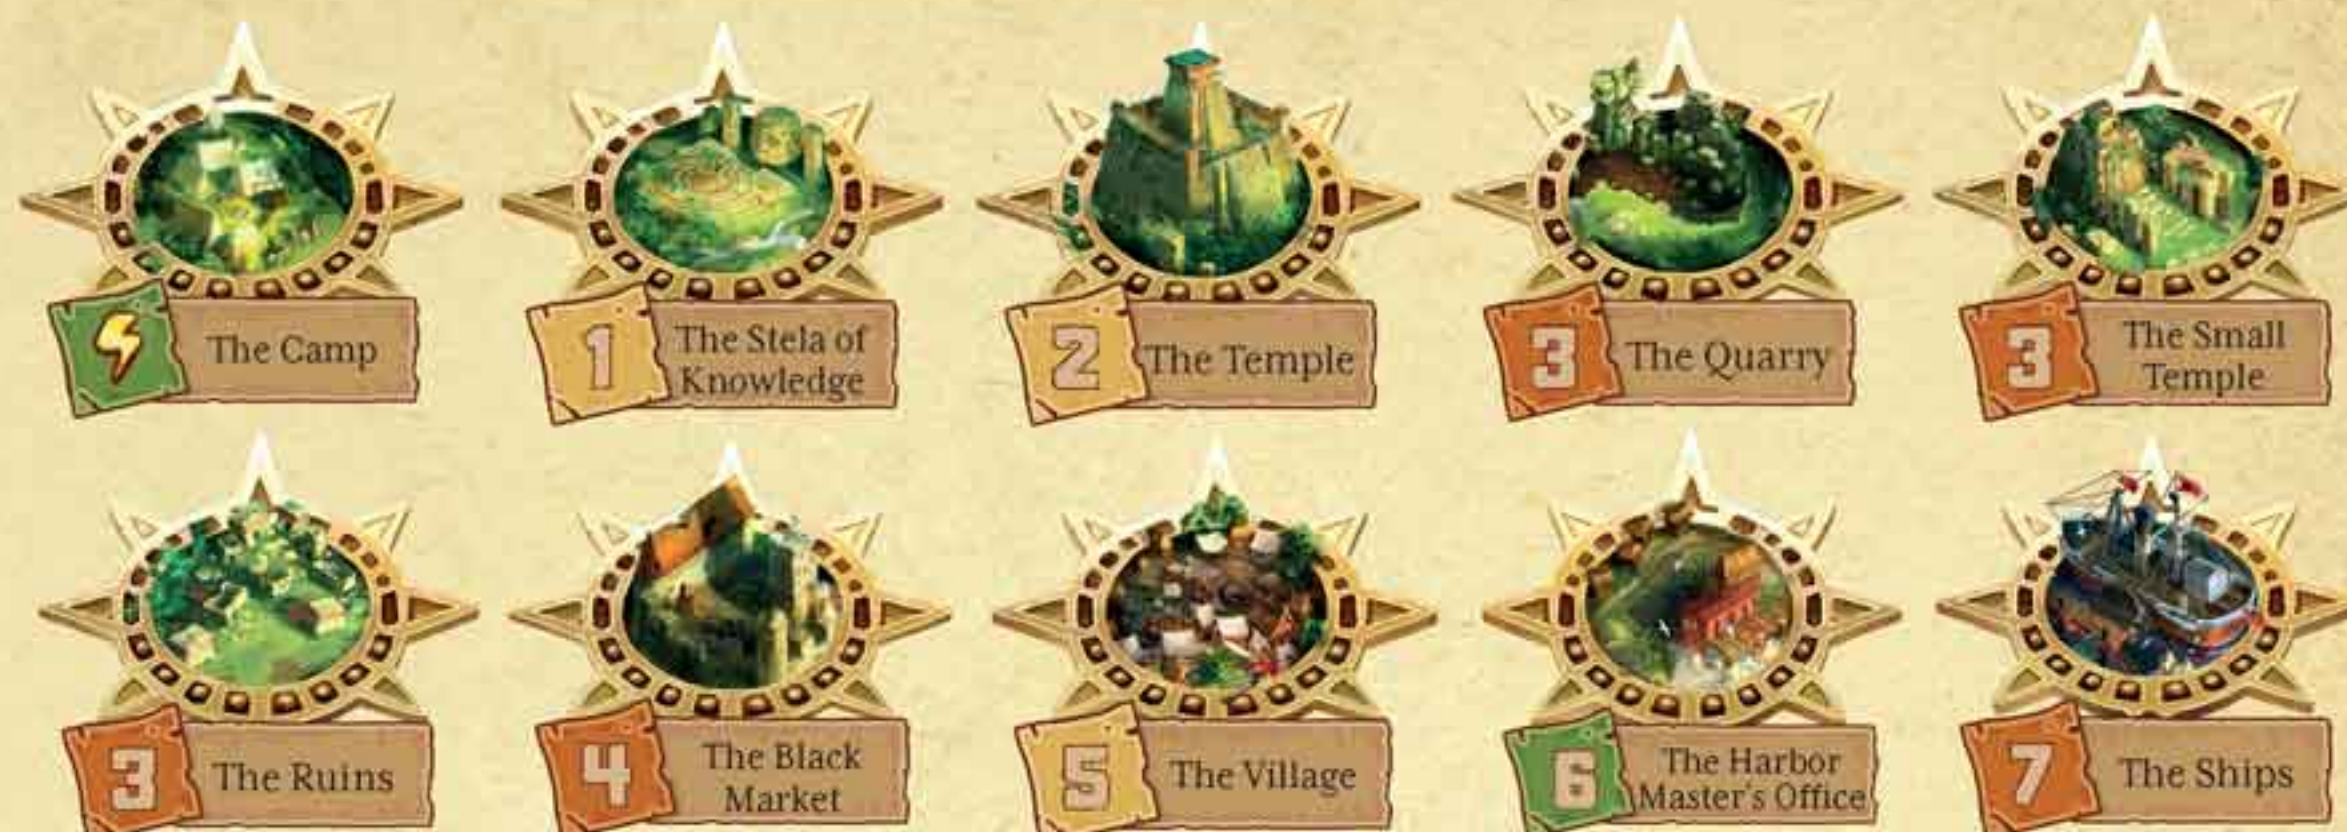 The Camp
1
The Stela of
Knowledge
2
The Temple
3
The Quarry
3
The Small
Temple
3
The Ruins
4
The Black
Market
5
The Village
6
The Harbor
Master's Office
7
The Ships